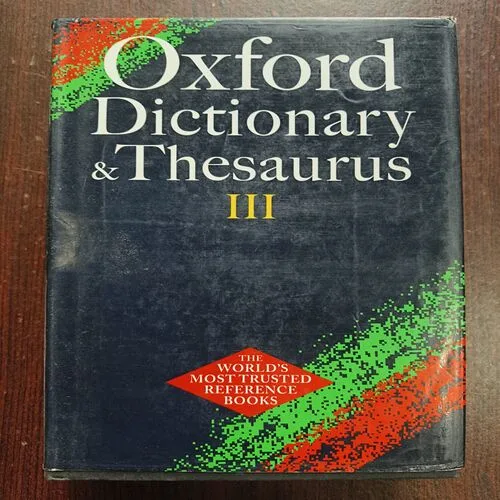 Oxford
Dictionary
& Thesaurus
III
THE
WORLD'S
MOST TRUSTED
REFERENCE
BOOKS